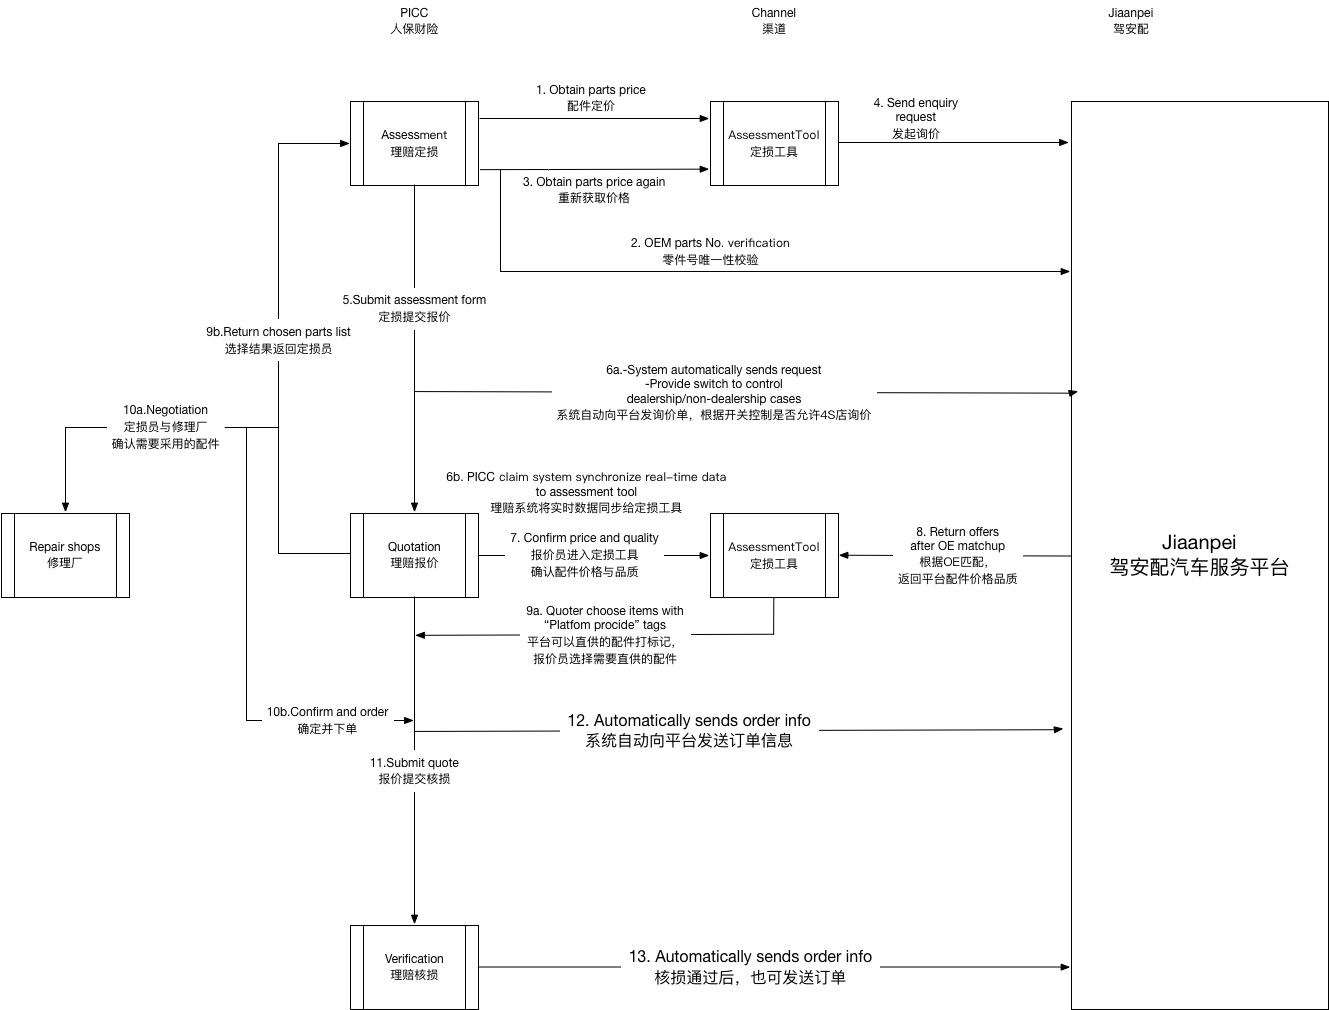 PICC
人保财险
Channel
渠道
Jiaanpei
驾安配
Assessment
理赔定损
1. Obtain parts price
配件定价
AssessmentTool
定损工具
4. Send enquiry
request
发起询价
3. Obtain parts price again
重新获取价格
2. OEM parts No. verification
零件号唯一性校验
5.Submit assessment form
定损提交报价
9b.Return chosen parts list
选择结果返回定损员
6a.-System automatically sends request
-Provide switch to control
dealership/non-dealership cases
系统自动向平台发询价单，根据开关控制是否允许4S店询价
10a.Negotiation
定损员与修理厂
确认需要采用的配件
6b. PICC claim system synchronize real-time data
to assessment tool
理赔系统将实时数据同步给定损工具
Repair shops
修理厂
Quotation
理赔报价
7. Confirm price and quality
报价员进入定损工具
确认配件价格与品质
AssessmentTool
定损工具
8. Return offers
after OE matchup
根据OE匹配，
返回平台配件价格品质
Jiaanpei
驾安配汽车服务平台
9a. Quoter choose items with
“Platfom procide” tags
平台可以直供的配件打标记，
报价员选择需要直供的配件
10b.Confirm and order
确定并下单
12. Automatically sends order info
系统自动向平台发送订单信息
11.Submit quote
报价提交核损
Verification
理赔核损
13. Automatically sends order info
核损通过后，也可发送订单